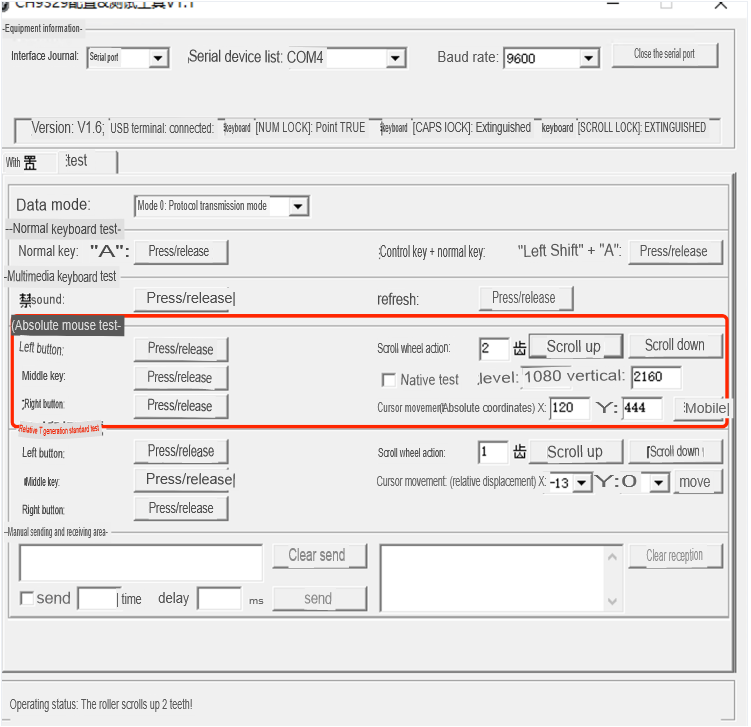 CH9329配置&测试工具V1.1
Equipment information-
Interface Journal: Serial port Serial device list: COM4 Baud rate: 9600 Close the serial port
Version: V1.6; USB terminal: connected: keyboard [NUM LOCK]: Point TRUE keyboard [CAPS lOCK]: Extinguished keyboard [SCROLL LOCK]: EXTINGUISHED
With 置 test
Data mode: Mode 0: Protocol transmission mode
--Normal keyboard test-
Normal key: "A": Press/release Control key + normal key: "Left Shift" + "A": Press/release
-Multimedia keyboard test
禁sound: Press/release refresh: Press/release
(Absolute mouse test-
Left button: Press/release Scroll wheel action: 2 齿 Scroll up Scroll down
Middle key: Press/release Native test level: 1080 vertical: 2160
Right button: Press/release Cursor movement(Absolute coordinates) X: 120 Y: 444 Mobile
Relative T generation standard test
Left button: Press/release Scroll wheel action: 1 齿 Scroll up Scroll down
Middle key: Press/release Cursor movement: (relative displacement) X: -13 Y: O move
Right button: Press/release
-Manual sending and receiving area-
Clear send Clear reception
send time delay ms send
Operating status: The roller scrolls up 2 teeth!